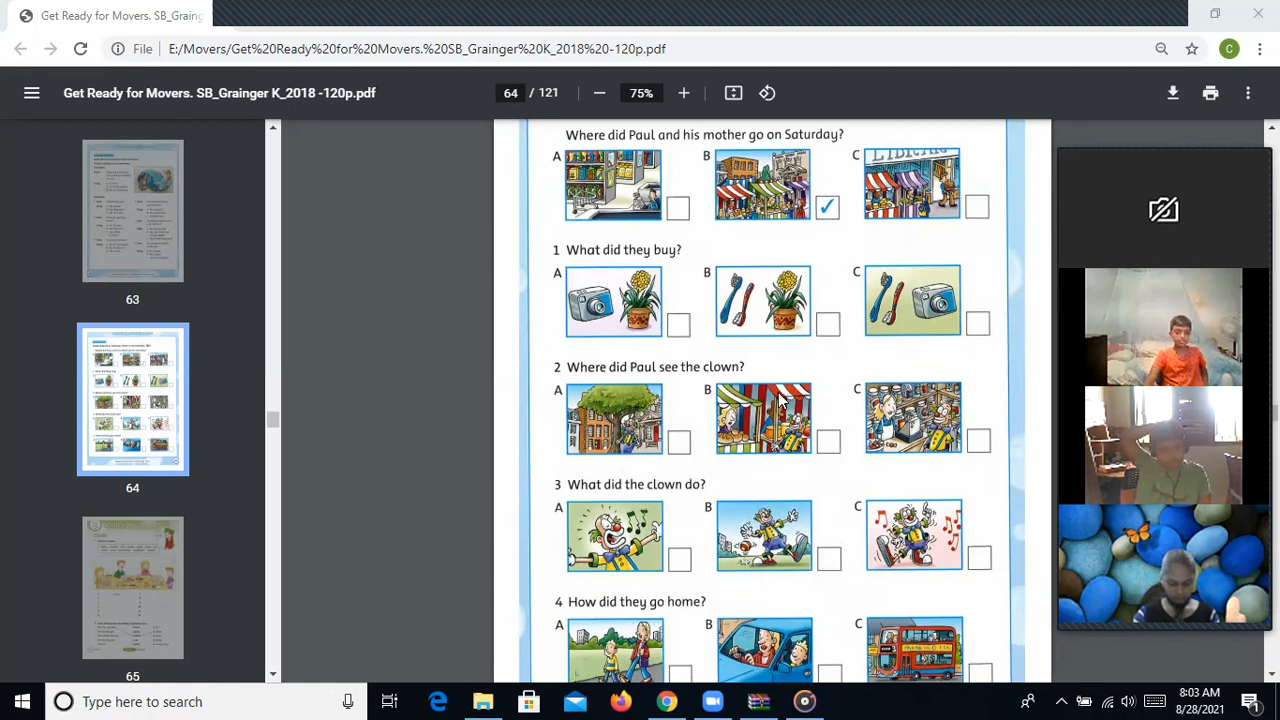 Get Ready for Movers. SB_Grain
File
E:/Movers/Get%20Ready%20for%20Movers.%20SB_Grainger%20K_2018%20-120p.pdf
C
Get Ready for Movers. SB_Grainger K_2018 -120p.pdf
64 / 121
75%
63
64
65
Where did Paul and his mother go on Saturday?
A
B
C
LIBRARY
✓
1 What did they buy?
A
B
C
2 Where did Paul see the clown?
A
B
C
3 What did the clown do?
A
B
C
4 How did they go home?
A
B
C
Type here to search
8:03 AM
8/28/2021
1